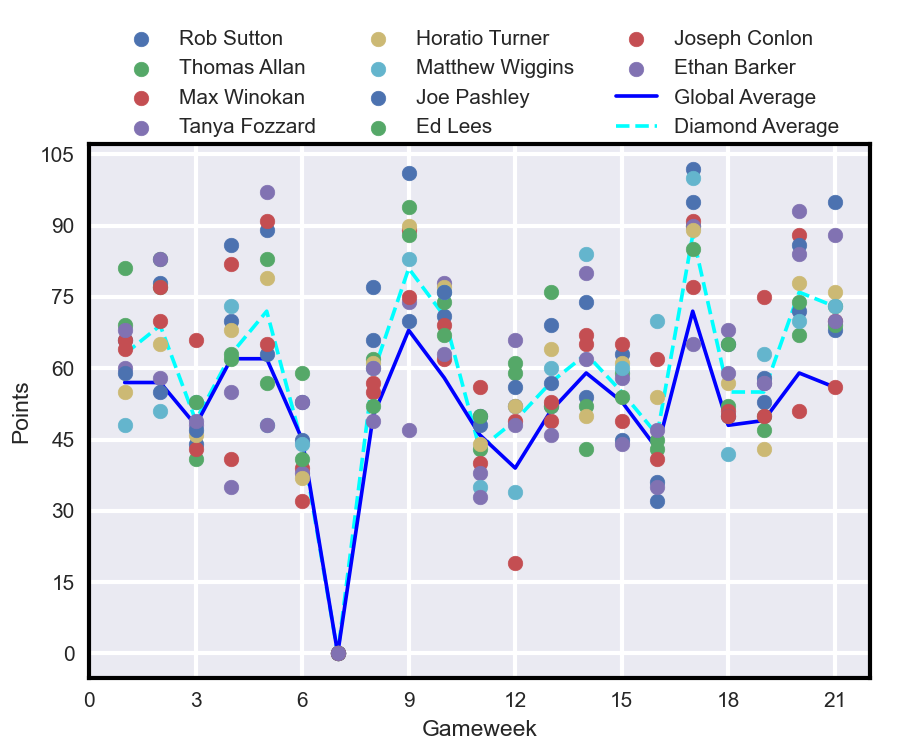 Rob Sutton
Thomas Allan
Max Winokan
Tanya Fozzard
Horatio Turner
Matthew Wiggins
Joe Pashley
Ed Lees
Joseph Conlon
Ethan Barker
Global Average
Diamond Average
105
90
75
60
45
30
15
0
Points
0 3 6 9 12 15 18 21
Gameweek